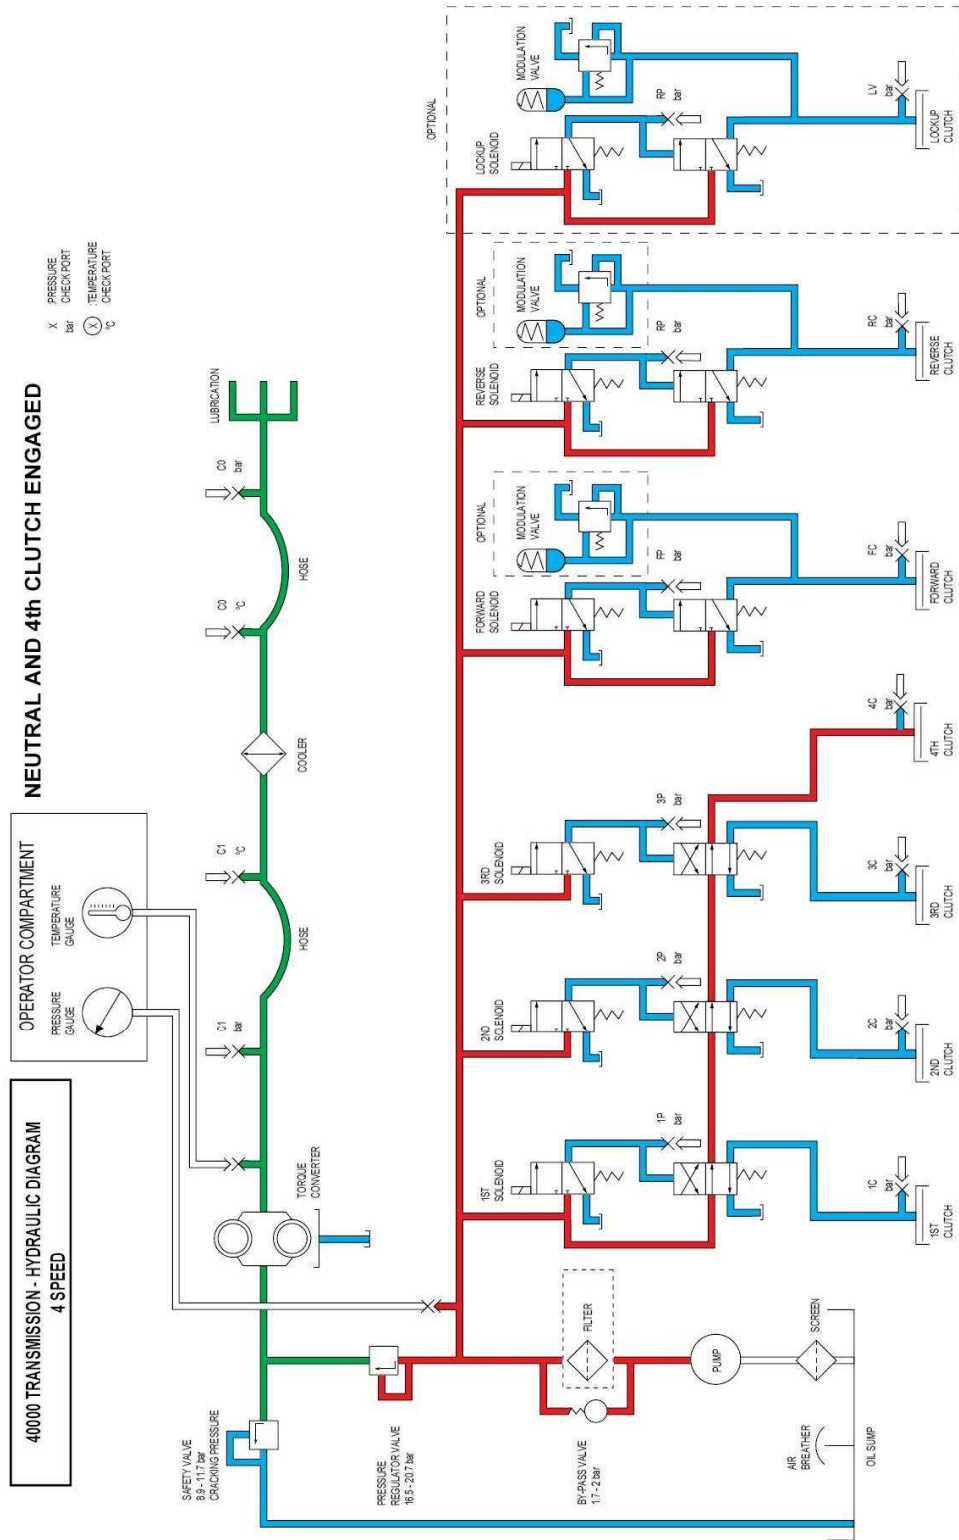 40000 TRANSMISSION - HYDRAULIC DIAGRAM
4 SPEED
OPERATOR COMPARTMENT
PRESSURE
GAUGE
TEMPERATURE
GAUGE
NEUTRAL AND 4th CLUTCH ENGAGED
X
bar
:PRESSURE
CHECK PORT
X
°C
:TEMPERATURE
CHECK PORT
SAFETY VALVE
8.9 - 11.7 bar
CRACKING PRESSURE
TORQUE
CONVERTER
C1
bar
HOSE
C1
°C
COOLER
C0
°C
HOSE
C0
bar
LUBRICATION
PRESSURE
REGULATOR VALVE
16.5 - 20.7 bar
BY-PASS VALVE
1.7 - 2 bar
FILTER
PUMP
SCREEN
AIR
BREATHER
OIL SUMP
1ST
SOLENOID
1P
bar
1C
bar
1ST
CLUTCH
2ND
SOLENOID
2P
bar
2C
bar
2ND
CLUTCH
3RD
SOLENOID
3P
bar
3C
bar
3RD
CLUTCH
4C
bar
4TH
CLUTCH
FORWARD
SOLENOID
OPTIONAL
MODULATION
VALVE
FP
bar
FC
bar
FORWARD
CLUTCH
REVERSE
SOLENOID
OPTIONAL
MODULATION
VALVE
RP
bar
RC
bar
REVERSE
CLUTCH
OPTIONAL
LOCKUP
SOLENOID
MODULATION
VALVE
RP
bar
LV
bar
LOCKUP
CLUTCH